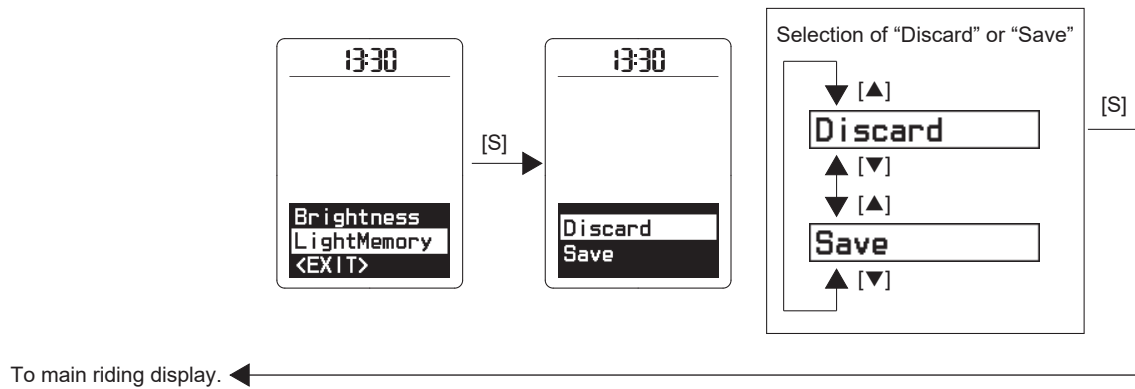 13:30
Brightness
LightMemory
<EXIT>
[S]
13:30
Discard
Save
Selection of “Discard” or “Save”
[▲]
Discard
[▼]
[▲]
Save
[▼]
[S]
To main riding display.